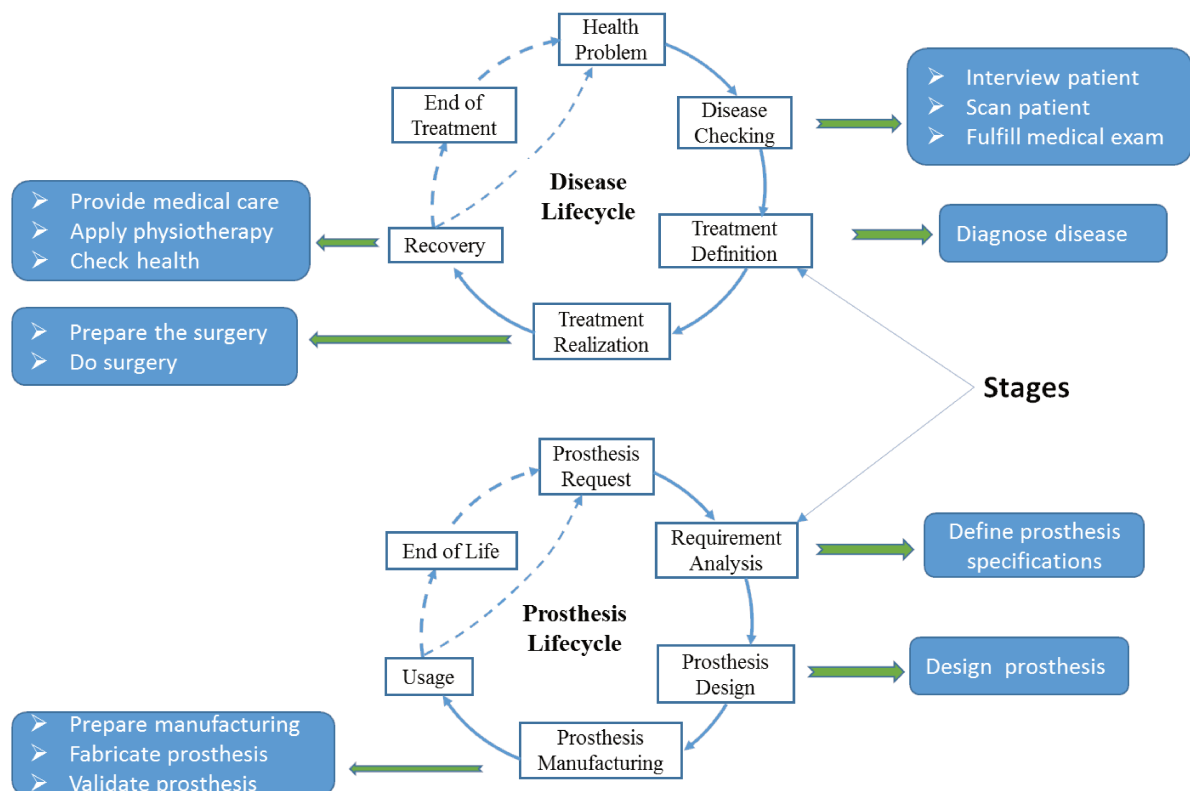 Health
Problem
End of
Treatment
Disease
Checking
➢ Interview patient
➢ Scan patient
➢ Fulfill medical exam
Disease
Lifecycle
➢ Provide medical care
➢ Apply physiotherapy
➢ Check health
Recovery
Treatment
Definition
Diagnose disease
➢ Prepare the surgery
➢ Do surgery
Treatment
Realization
Stages
Prosthesis
Request
End of Life
Requirement
Analysis
Define prosthesis
specifications
Prosthesis
Lifecycle
Usage
Prosthesis
Design
Design prosthesis
➢ Prepare manufacturing
➢ Fabricate prosthesis
➢ Validate prosthesis
Prosthesis
Manufacturing